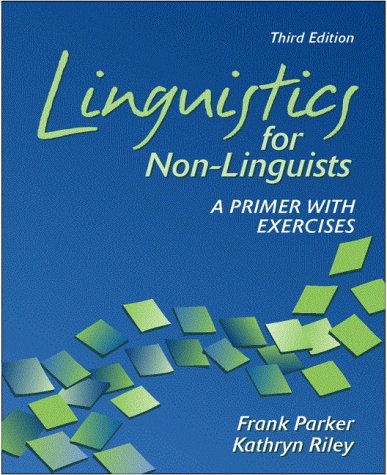 Third Edition
Linguistics
for
Non-Linguists
A PRIMER WITH
EXERCISES
Frank Parker
Kathryn Riley